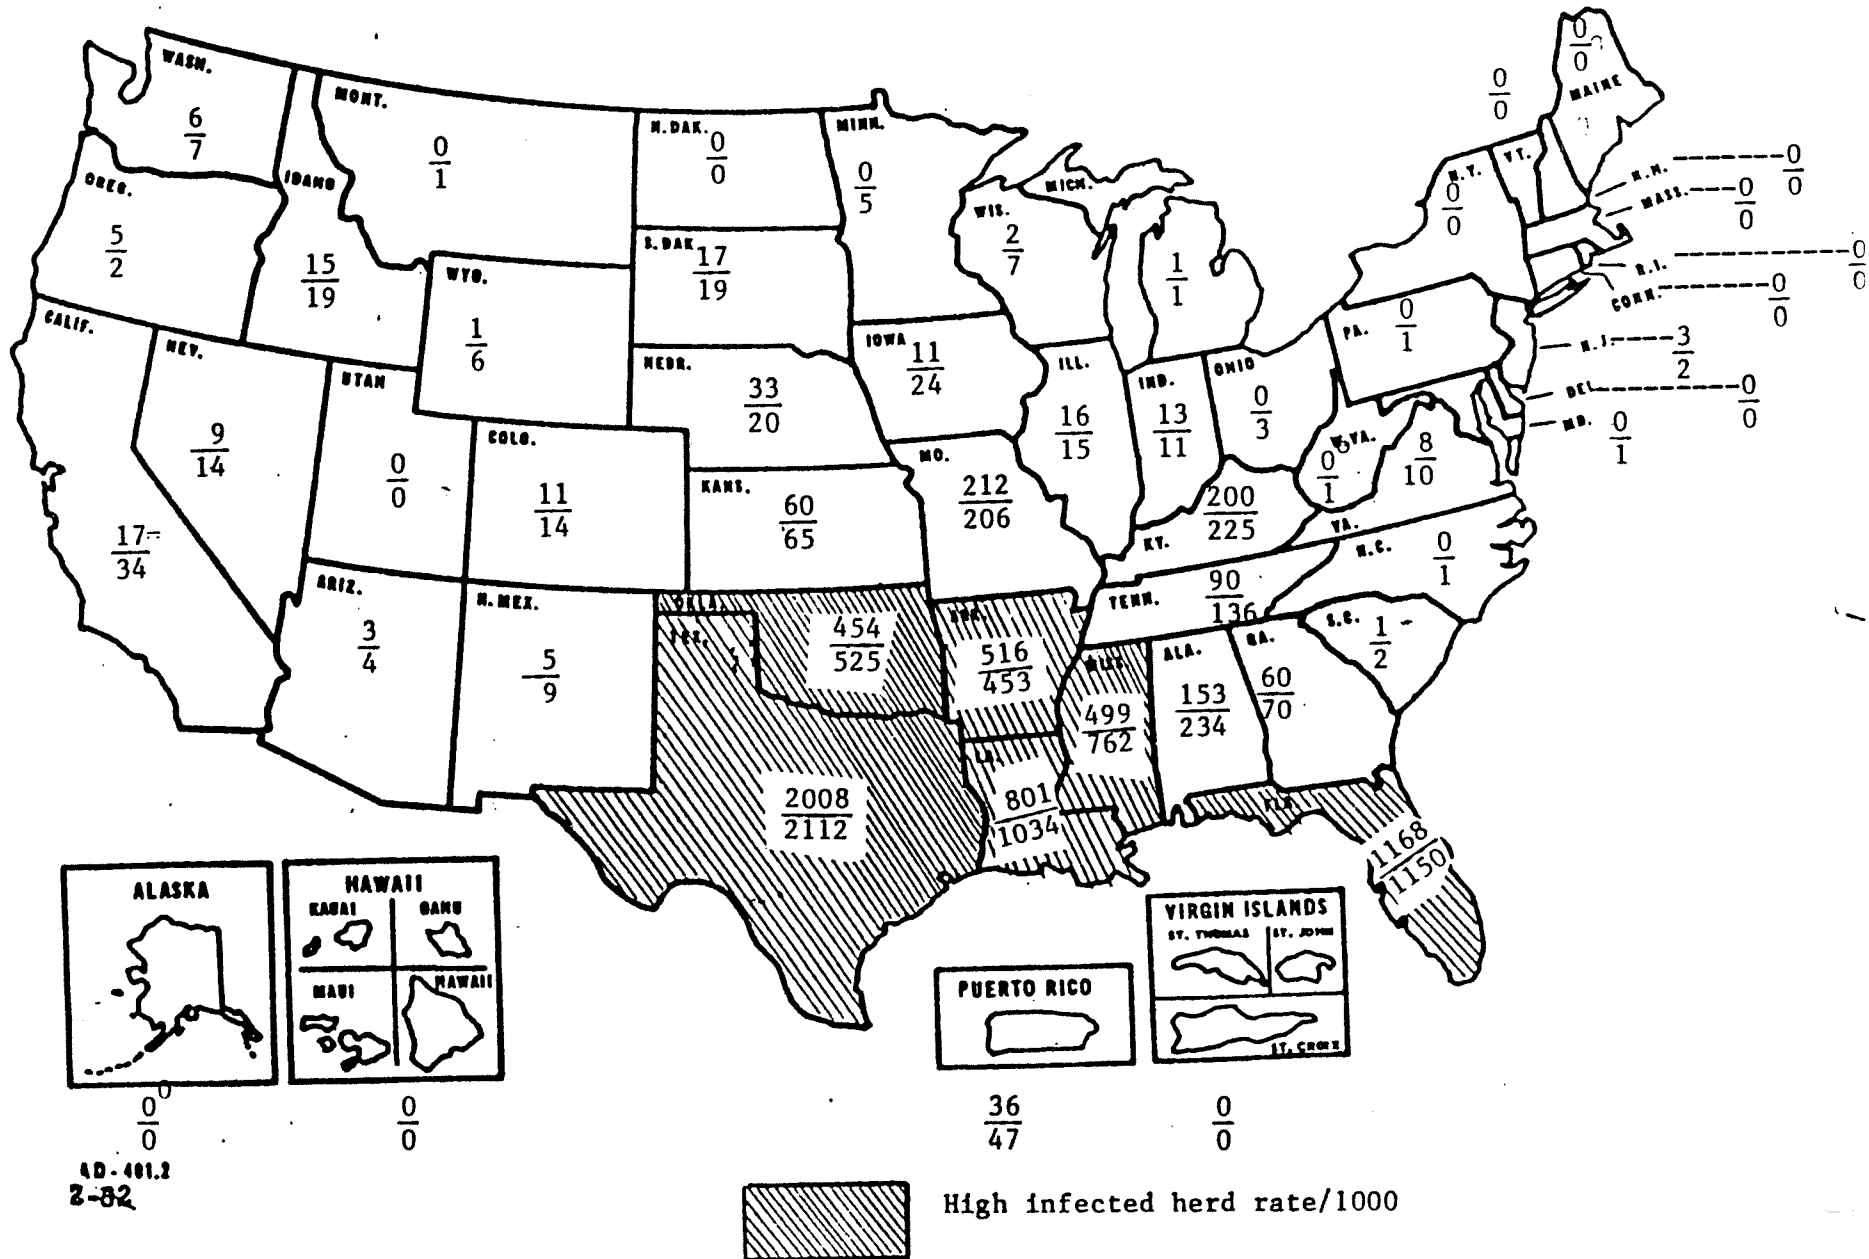 WASH.
6
7
OREG.
5
2
CALIF.
17
34
IDAHO
15
19
NEV.
9
14
MONT.
0
1
WYO.
1
6
UTAH
0
0
COLO.
11
14
ARIZ.
3
4
N.MEX.
5
9
N.DAK.
0
0
S.DAK.
17
19
NEBR.
33
20
KANS.
60
65
OKLA.
454
525
TEX.
2008
2112
MINN.
0
5
IOWA
11
24
MO.
212
206
ARK.
516
453
LA.
801
1034
WIS.
2
7
MICH.
1
1
ILL.
16
15
IND.
13
11
OHIO
0
3
KY.
200
225
TENN.
90
136
MISS.
499
762
ALA.
153
234
GA.
60
70
FLA.
1168
1150
S.C.
1
2
N.C.
0
1
VA.
8
10
W.VA.
0
1
PA.
0
1
N.Y.
0
0
VT.
0
0
MAINE
0
0
N.H. 0
0
MASS. 0
0
R.I. 0
0
CONN. 0
0
N.J. 3
2
DEL. 0
0
MD. 0
1
ALASKA
0
0
0
HAWAII
KAUAI
OAHU
MAUI
HAWAII
0
0
PUERTO RICO
36
47
VIRGIN ISLANDS
ST. THOMAS
ST. JOHN
ST. CROIX
0
0
AD-401.2
2-82
High infected herd rate/1000